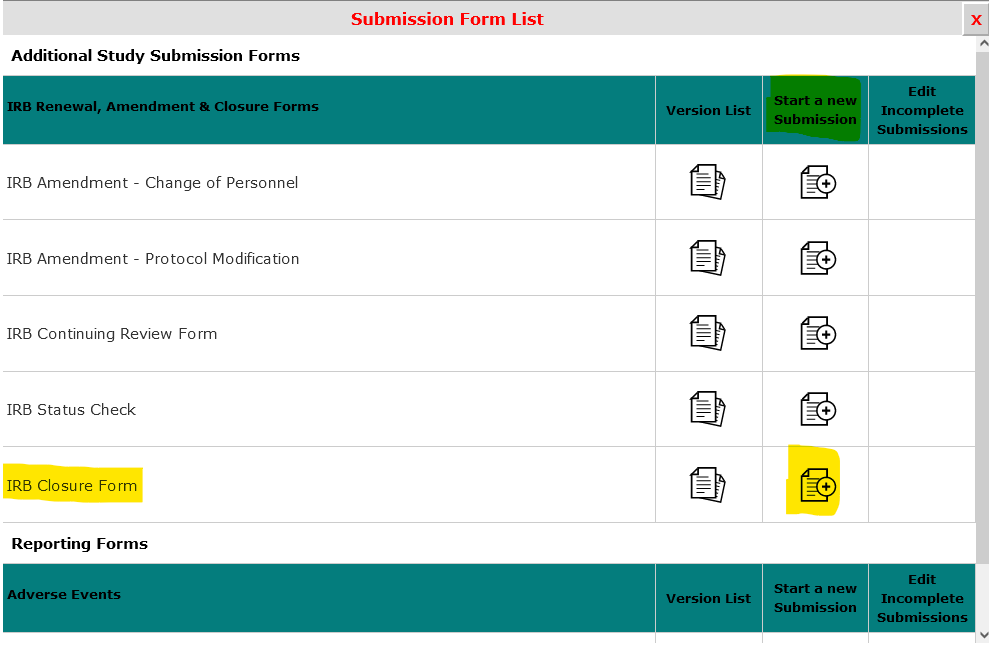 Submission Form List
X
Additional Study Submission Forms
IRB Renewal, Amendment & Closure Forms
Version List
Start a new
Submission
Edit
Incomplete
Submissions
IRB Amendment - Change of Personnel
IRB Amendment - Protocol Modification
IRB Continuing Review Form
IRB Status Check
IRB Closure Form
Reporting Forms
Adverse Events
Version List
Start a new
Submission
Edit
Incomplete
Submissions